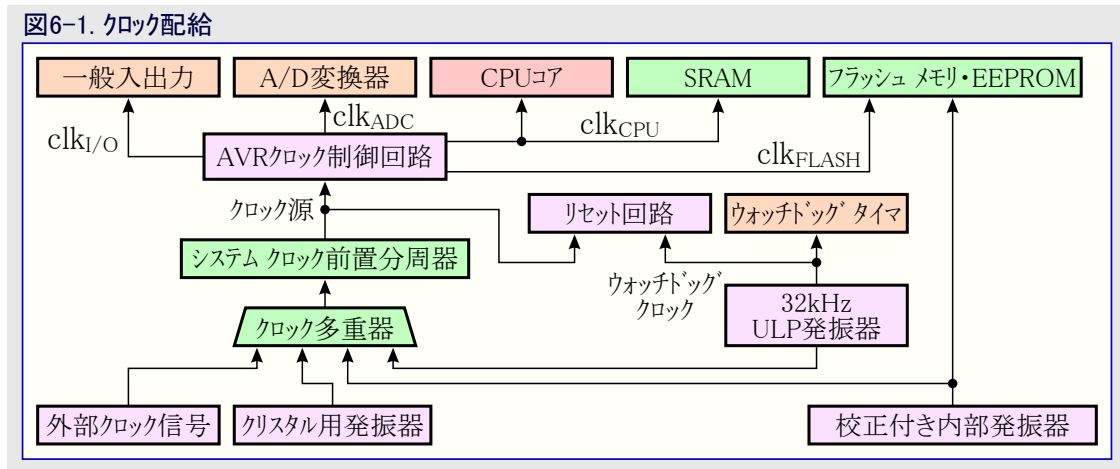 図6-1. クロック配給
一般入出力
A/D変換器
CPUコア
SRAM
フラッシュ メモリ・EEPROM
clkI/O
clkADC
clkCPU
clkFLASH
AVRクロック制御回路
クロック源
リセット回路
ウォッチドッグ タイマ
システム クロック前置分周器
ウォッチドッグ
クロック
32kHz
ULP発振器
クロック多重器
外部クロック信号
クリスタル用発振器
校正付き内部発振器